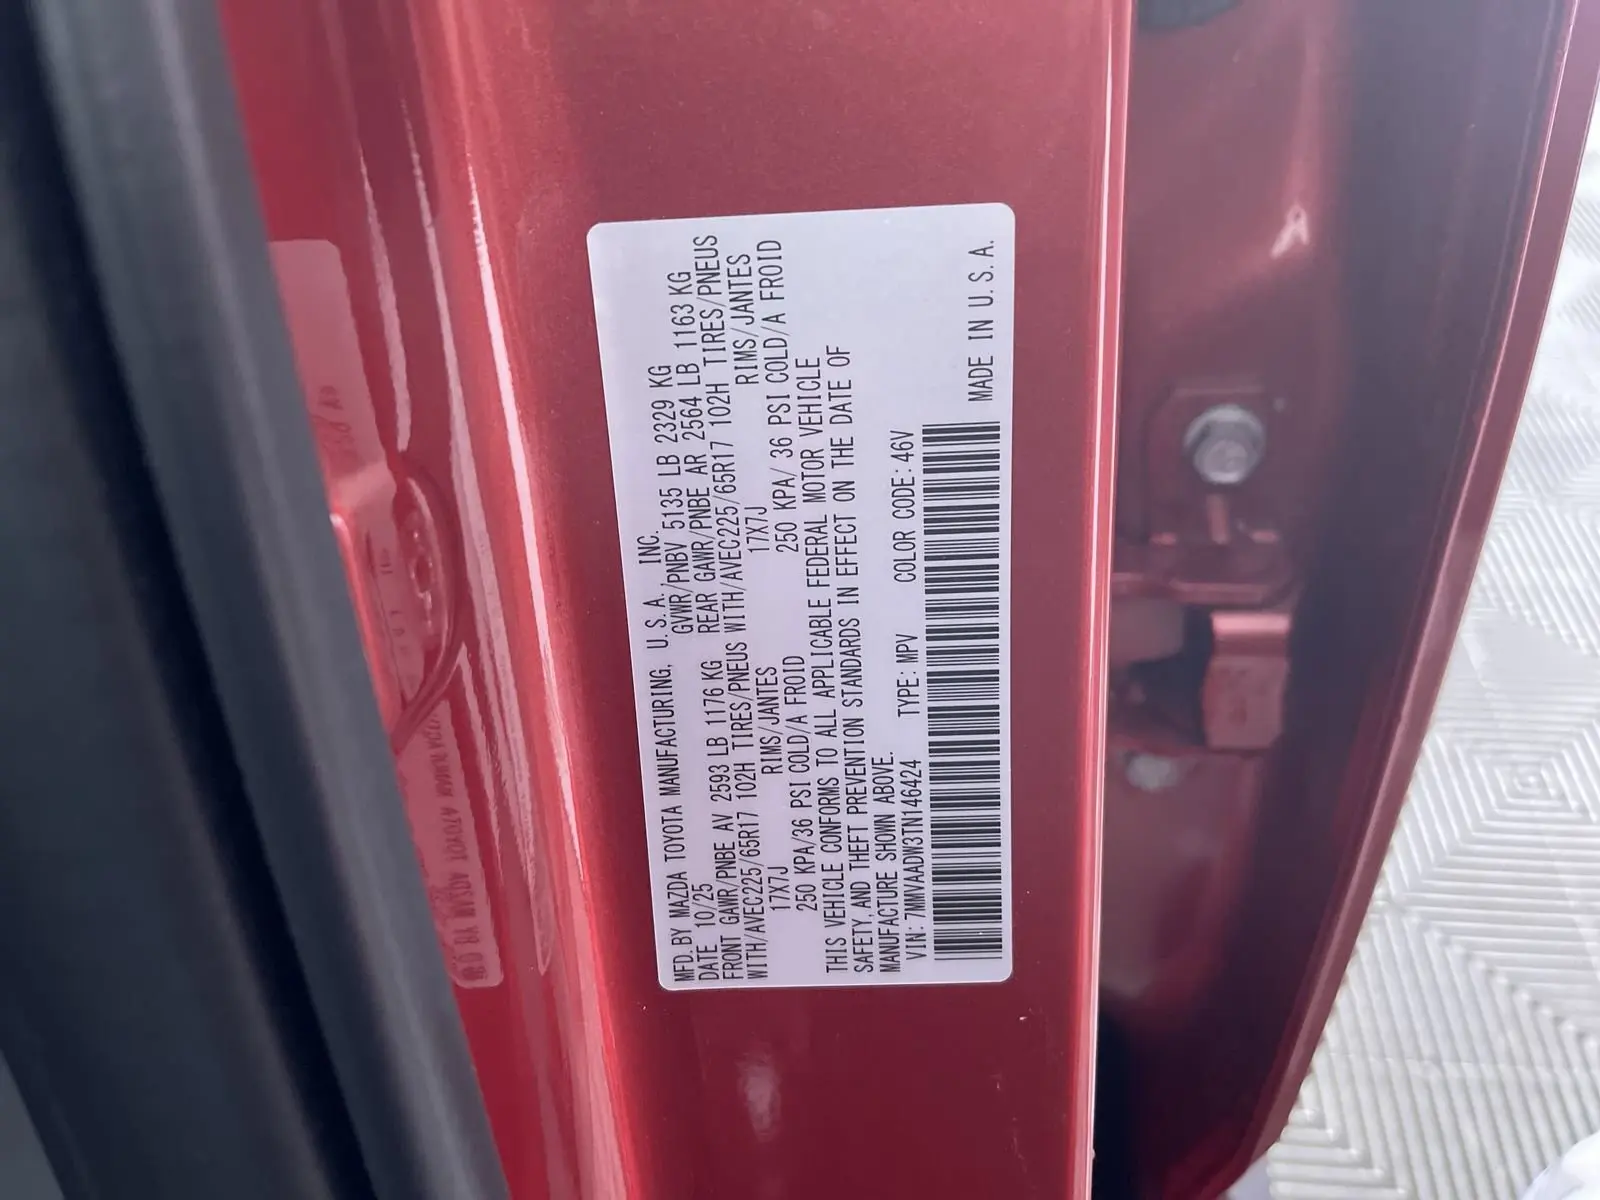 MFD. BY MAZDA TOYOTA MANUFACTURING, U.S.A. INC.
DATE 10/25 GVWR/PNBV 5135 LB 2329 KG
FRONT GAWR/PNBE AV 2593 LB 1176 KG REAR GAWR/PNBE AR 2564 LB 1163 KG
WITH/AVEC225/65R17 102H TIRES/PNEUS WITH/AVEC225/65R17 102H TIRES/PNEUS
17X7J RIMS/JANTES 17X7J RIMS/JANTES
250 KPA/36 PSI COLD/A FROID 250 KPA/ 36 PSI COLD/A FROID
THIS VEHICLE CONFORMS TO ALL APPLICABLE FEDERAL MOTOR VEHICLE
SAFETY, AND THEFT PREVENTION STANDARDS IN EFFECT ON THE DATE OF
MANUFACTURE SHOWN ABOVE.
VIN: 7MMVAADW3TN146424 TYPE: MPV COLOR CODE: 46V
MADE IN U.S.A.